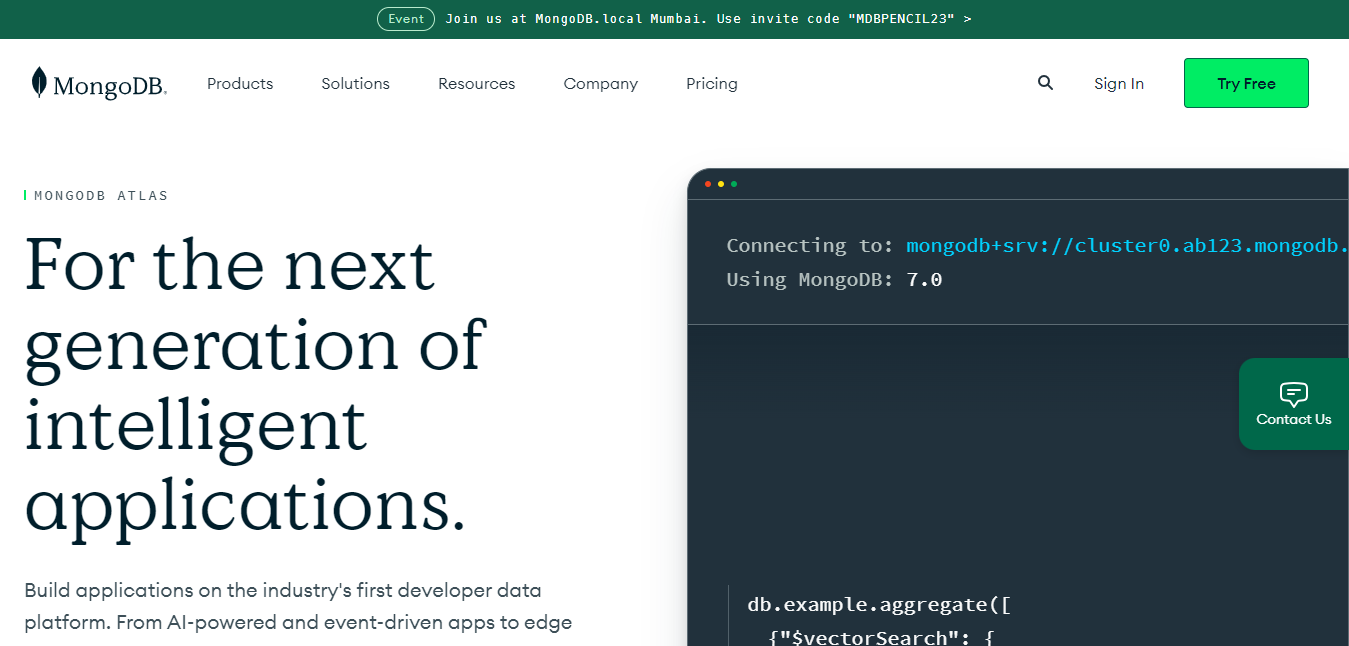 Event Join us at MongoDB.local Mumbai. Use invite code "MDBPENCIL23" >
MongoDB®
Products Solutions Resources Company Pricing Sign In Try Free
MONGODB ATLAS
For the next
generation of
intelligent
applications.
Build applications on the industry's first developer data
platform. From AI-powered and event-driven apps to edge
Connecting to: mongodb+srv://cluster0.ab123.mongodb.
Using MongoDB: 7.0
Contact Us
db.example.aggregate([
{"$vectorSearch": {